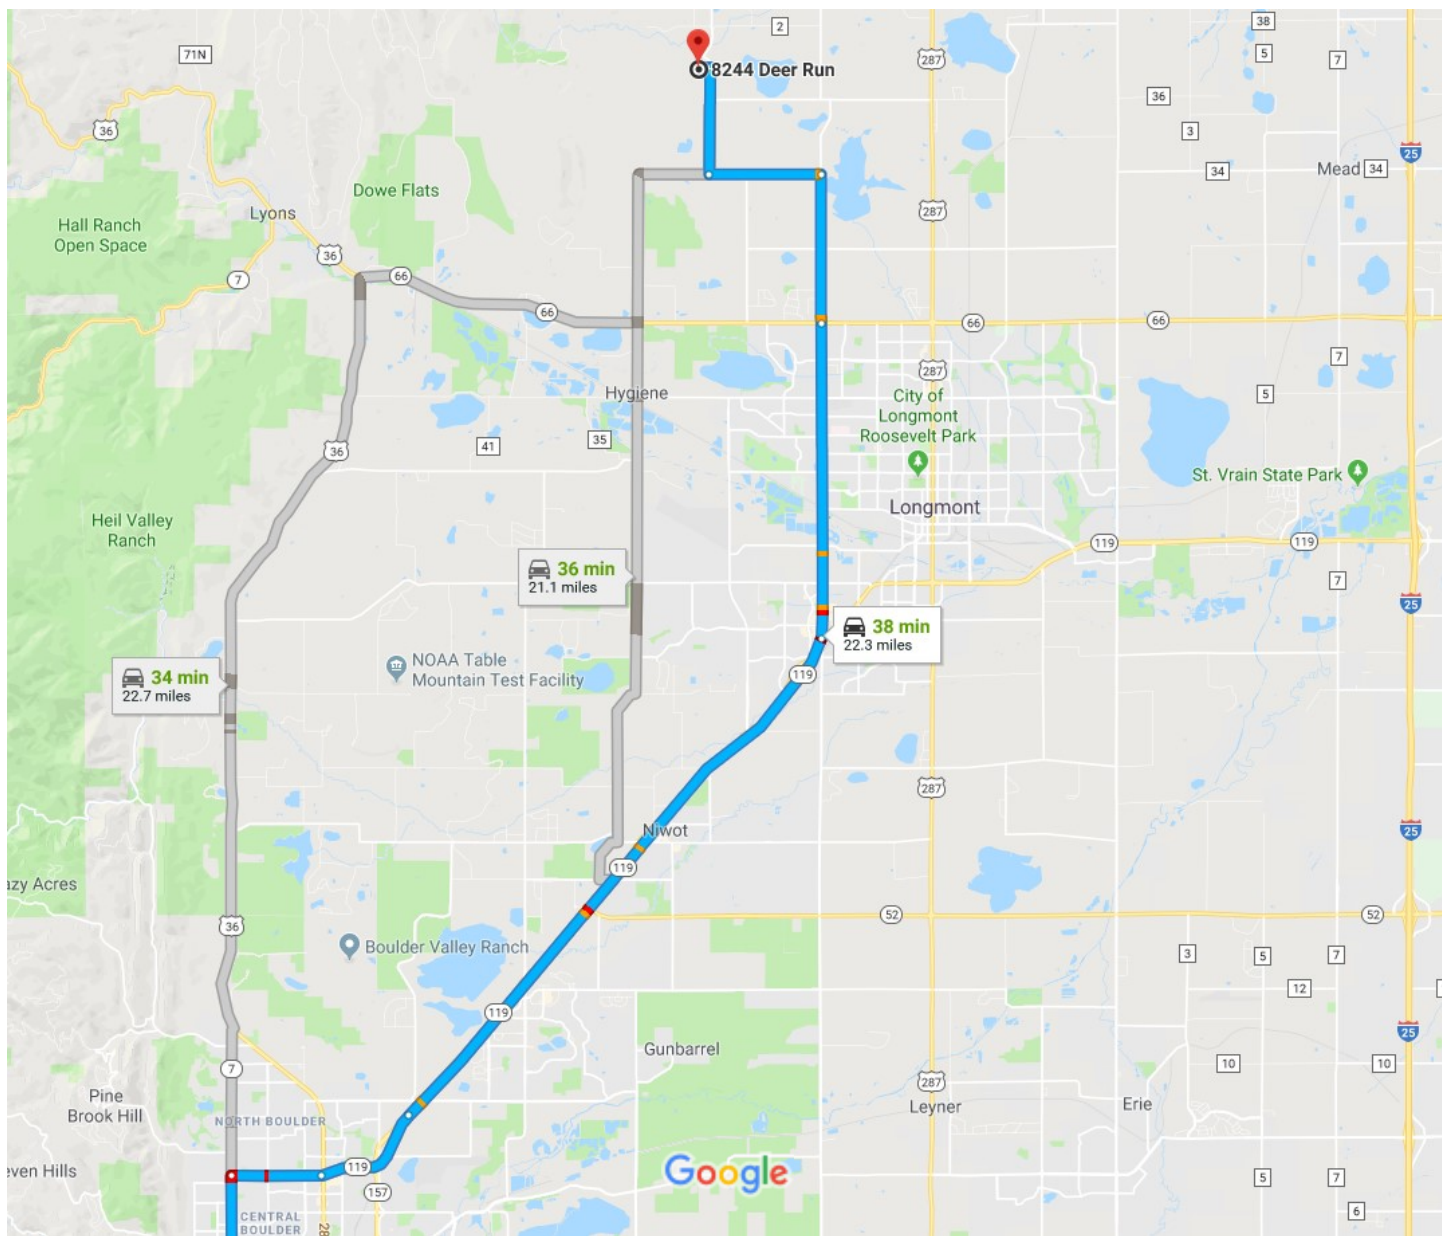 2
38
71N
287
5
7
8244 Deer Run
36
36
3
25
34
Mead
34
Dowe Flats
Lyons
287
Hall Ranch
Open Space
36
7
66
66
66
66
7
287
Hygiene
City of
Longmont
Roosevelt Park
5
36
41
35
St. Vrain State Park
Longmont
Heil Valley
Ranch
119
119
36 min
21.1 miles
7
25
38 min
22.3 miles
NOAA Table
Mountain Test Facility
34 min
22.7 miles
119
287
Niwot
25
119
azy Acres
52
52
36
Boulder Valley Ranch
3
5
7
12
119
25
Gunbarrel
7
10
10
Pine
Brook Hill
287
Leyner
Erie
NORTH BOULDER
even Hills
119
Google
157
5
7
6
CENTRAL
BOULDER
28